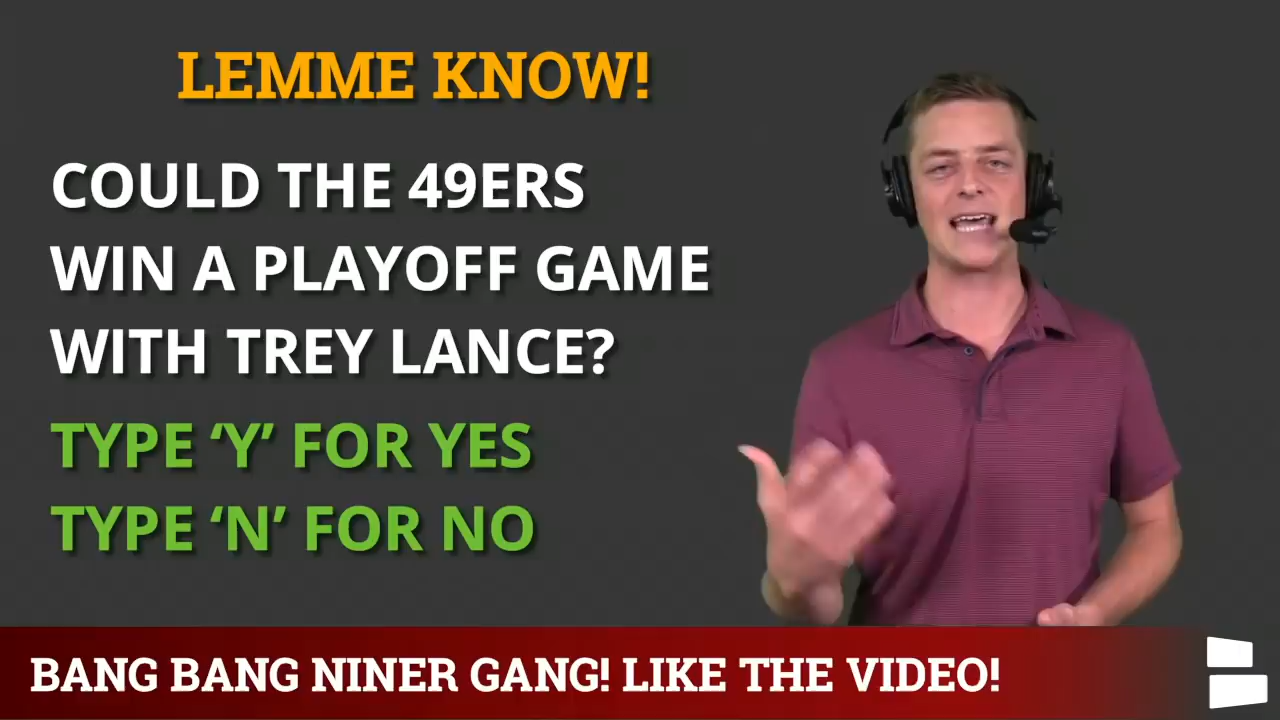 LEMME KNOW!
COULD THE 49ERS
WIN A PLAYOFF GAME
WITH TREY LANCE?
TYPE ‘Y’ FOR YES
TYPE ‘N’ FOR NO
BANG BANG NINER GANG! LIKE THE VIDEO!